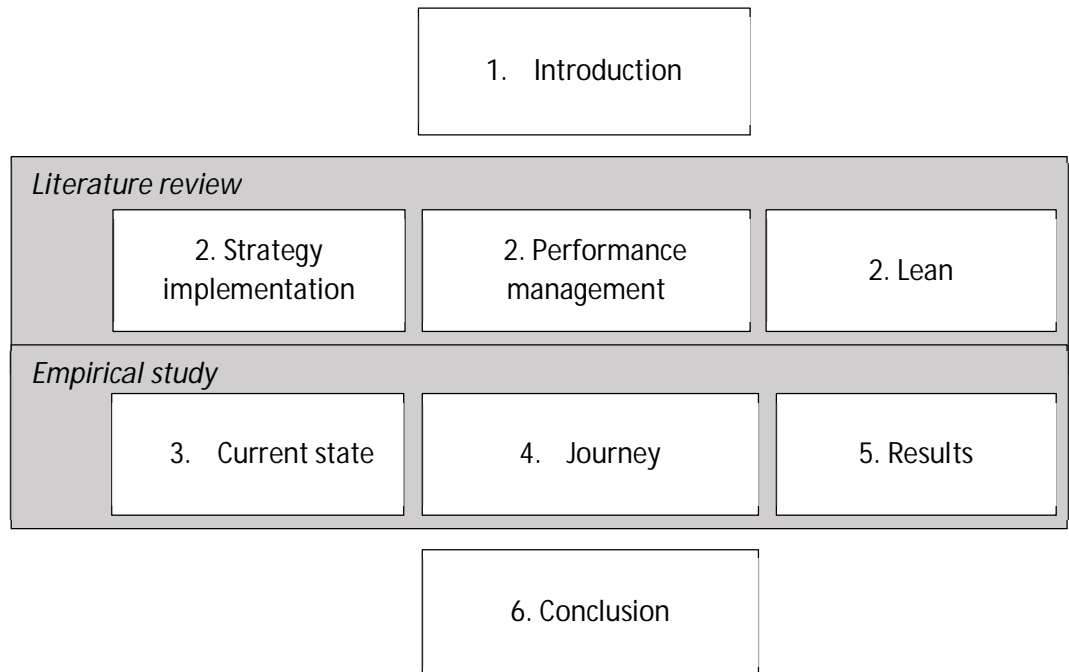 1. Introduction
Literature review
2. Strategy
implementation
2. Performance
management
2. Lean
Empirical study
3. Current state
4. Journey
5. Results
6. Conclusion